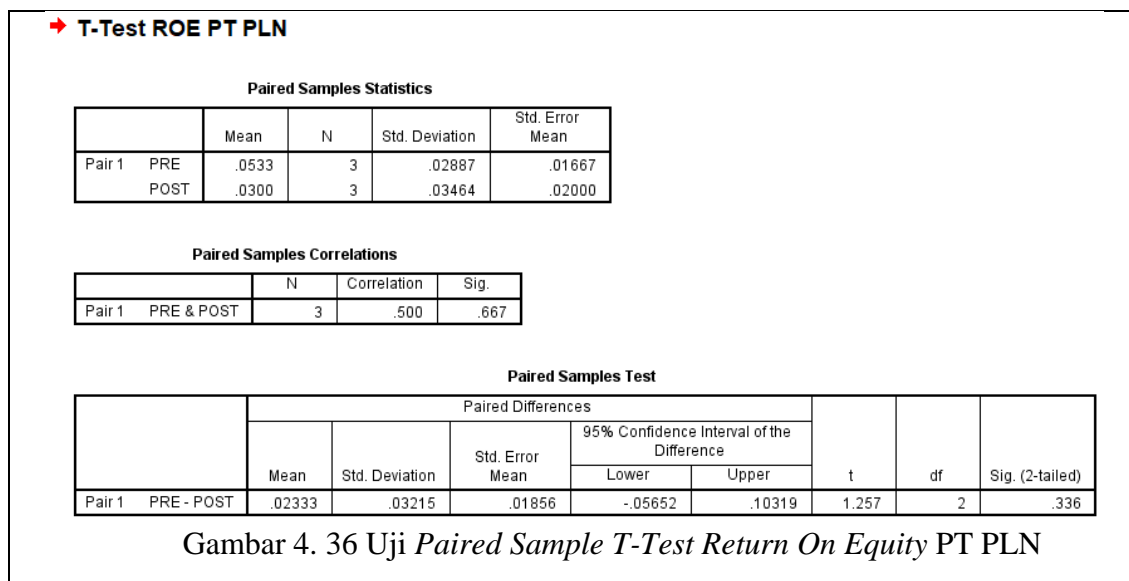 T-Test ROE PT PLN
Paired Samples Statistics
Mean N Std. Deviation Std. Error Mean
Pair 1 PRE .0533 3 .02887 .01667
POST .0300 3 .03464 .02000
Paired Samples Correlations
N Correlation Sig.
Pair 1 PRE & POST 3 .500 .667
Paired Samples Test
Paired Differences
95% Confidence Interval of the Difference
Mean Std. Deviation Std. Error Mean Lower Upper t df Sig. (2-tailed)
Pair 1 PRE - POST .02333 .03215 .01856 -.05652 .10319 1.257 2 .336
Gambar 4. 36 Uji Paired Sample T-Test Return On Equity PT PLN